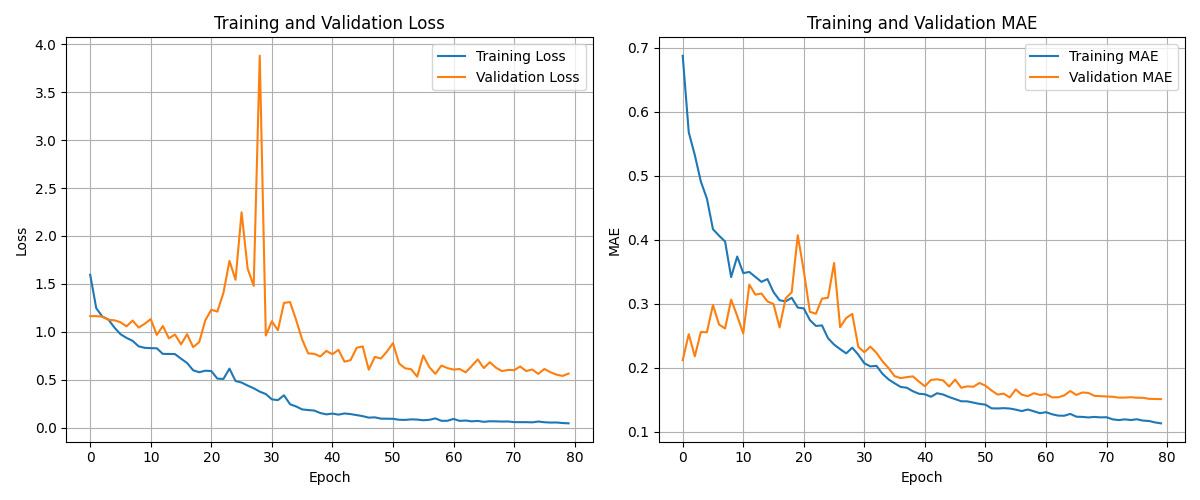 Training and Validation Loss
4.0
3.5
3.0
2.5
2.0
1.5
1.0
0.5
0.0
Loss
Training Loss
Validation Loss
0 10 20 30 40 50 60 70 80
Epoch
Training and Validation MAE
0.7
0.6
0.5
0.4
0.3
0.2
0.1
MAE
Training MAE
Validation MAE
0 10 20 30 40 50 60 70 80
Epoch